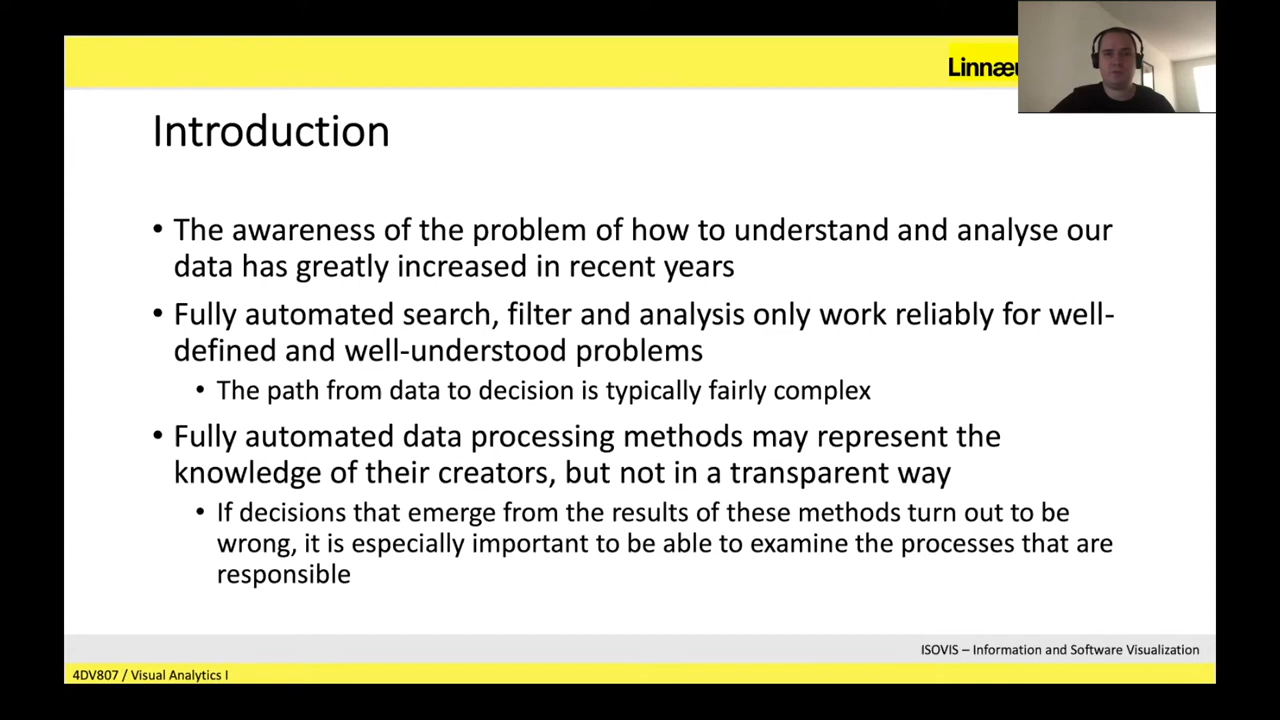 Introduction
• The awareness of the problem of how to understand and analyse our
data has greatly increased in recent years
• Fully automated search, filter and analysis only work reliably for well-
defined and well-understood problems
• The path from data to decision is typically fairly complex
• Fully automated data processing methods may represent the
knowledge of their creators, but not in a transparent way
• If decisions that emerge from the results of these methods turn out to be
wrong, it is especially important to be able to examine the processes that are
responsible
ISOVIS – Information and Software Visualization
4DV807 / Visual Analytics I